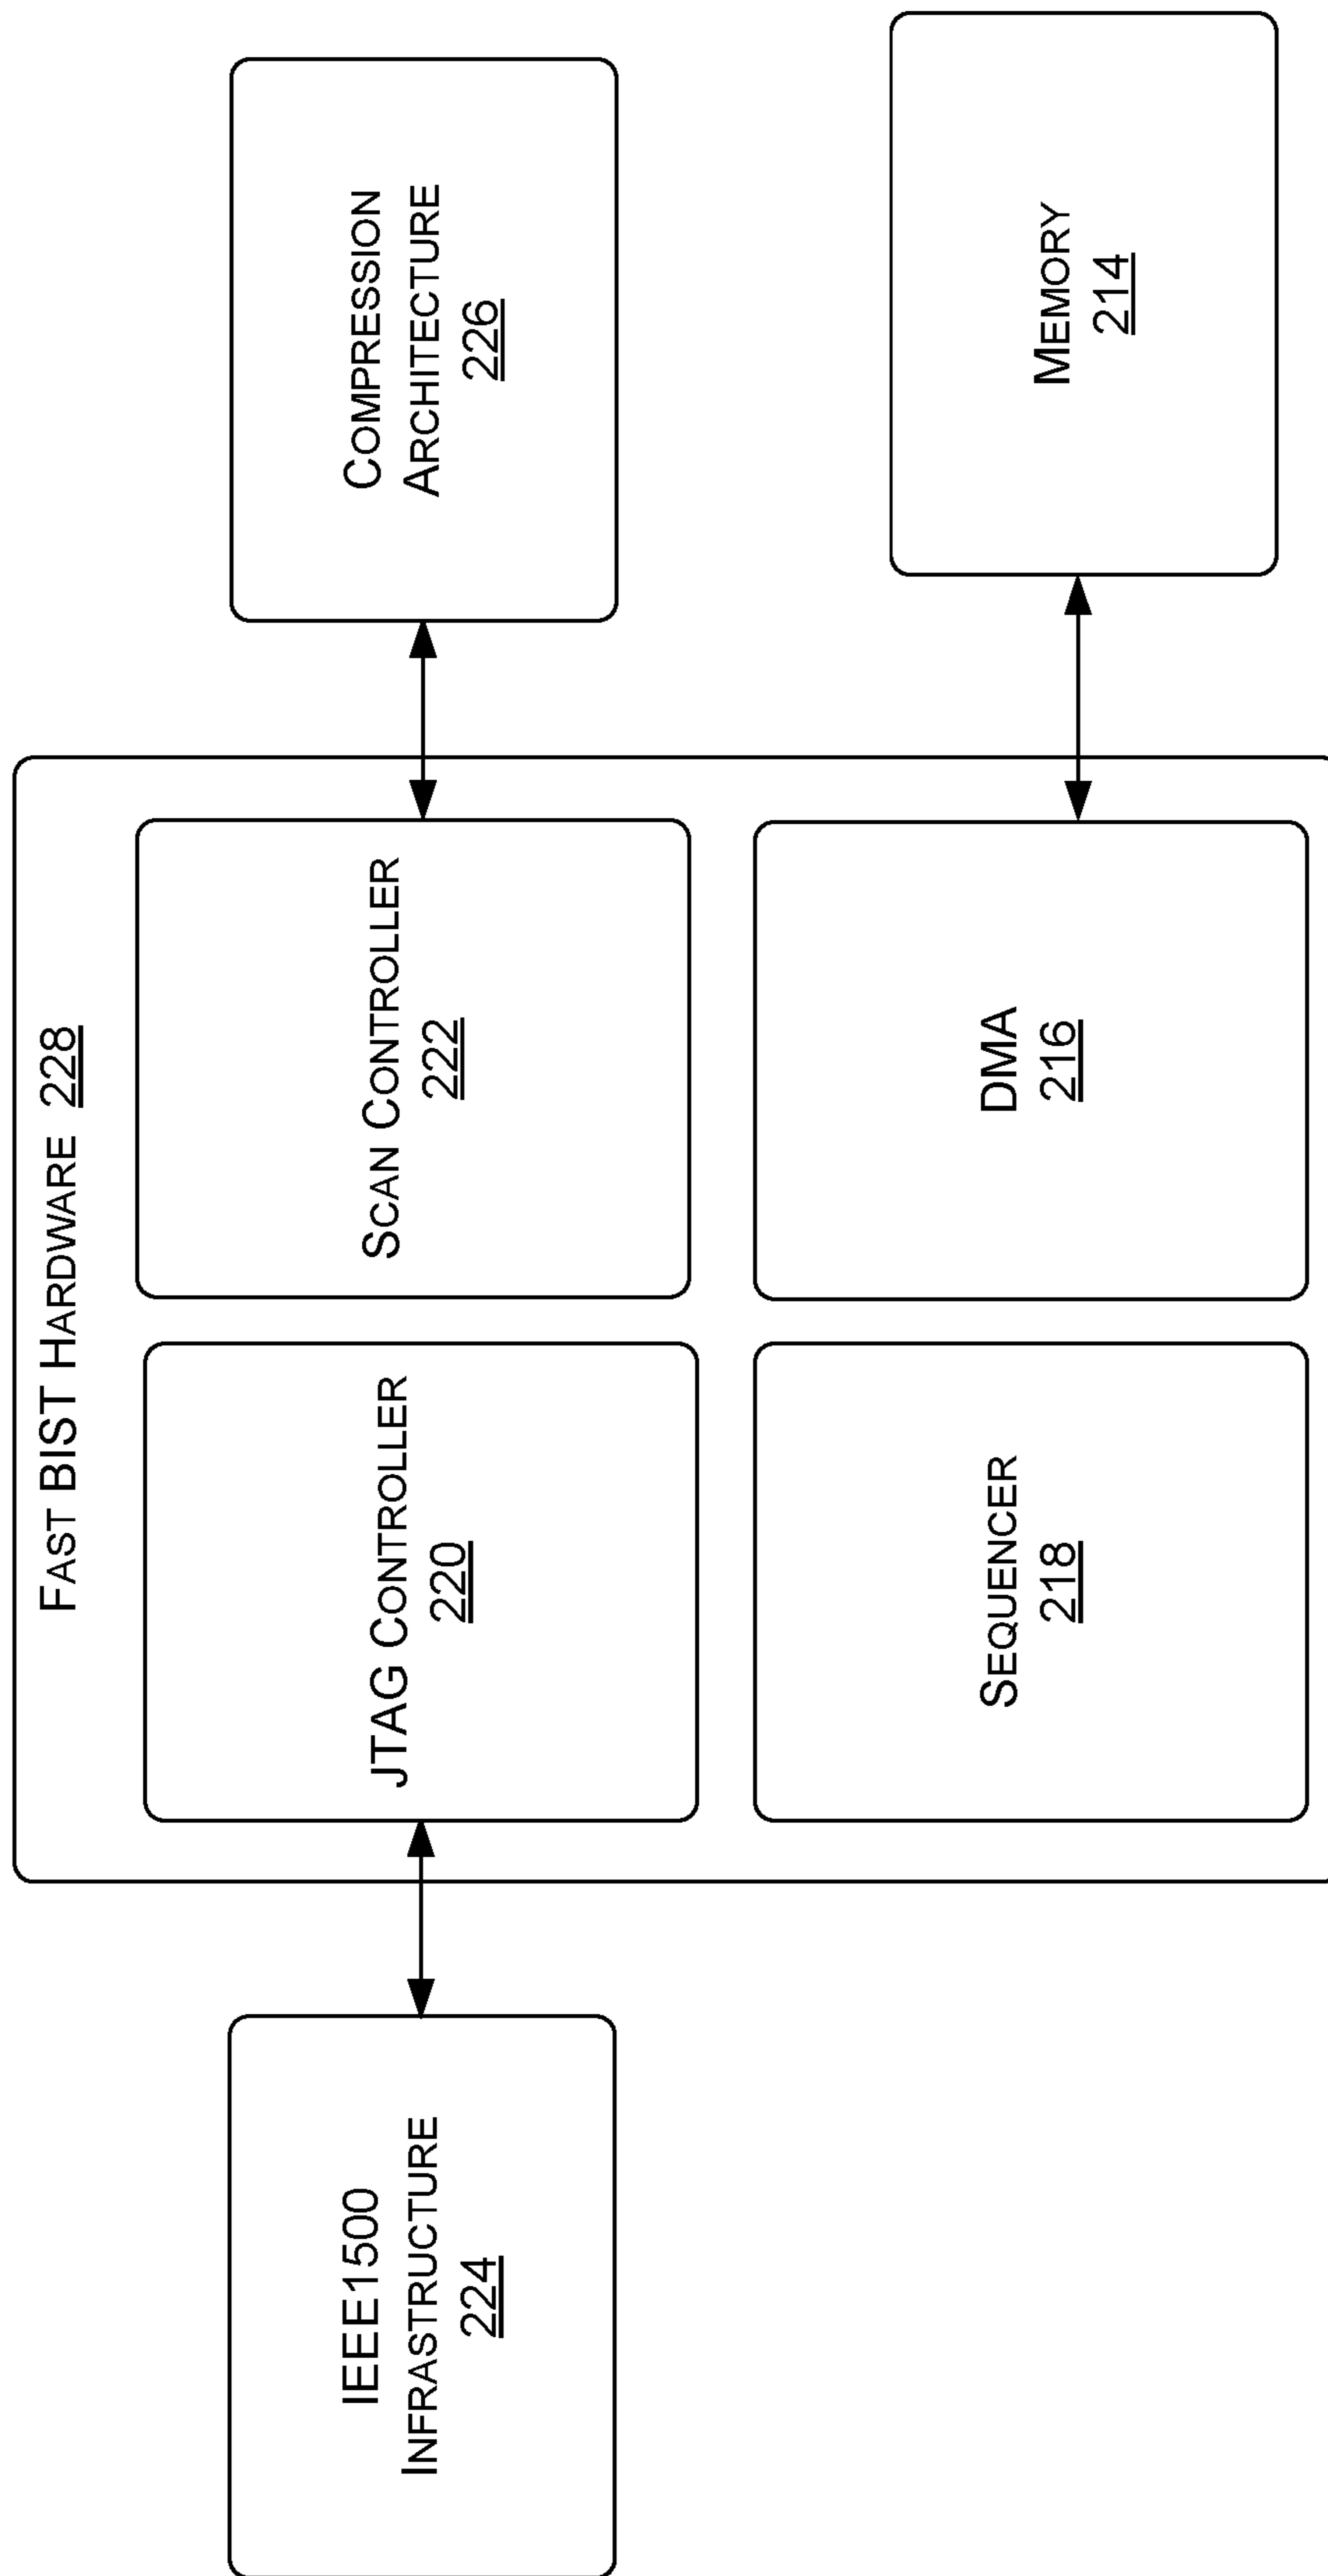 FAST BIST HARDWARE 228
IEEE1500
INFRASTRUCTURE
224
JTAG CONTROLLER
220
SCAN CONTROLLER
222
COMPRESSION
ARCHITECTURE
226
SEQUENCER
218
DMA
216
MEMORY
214